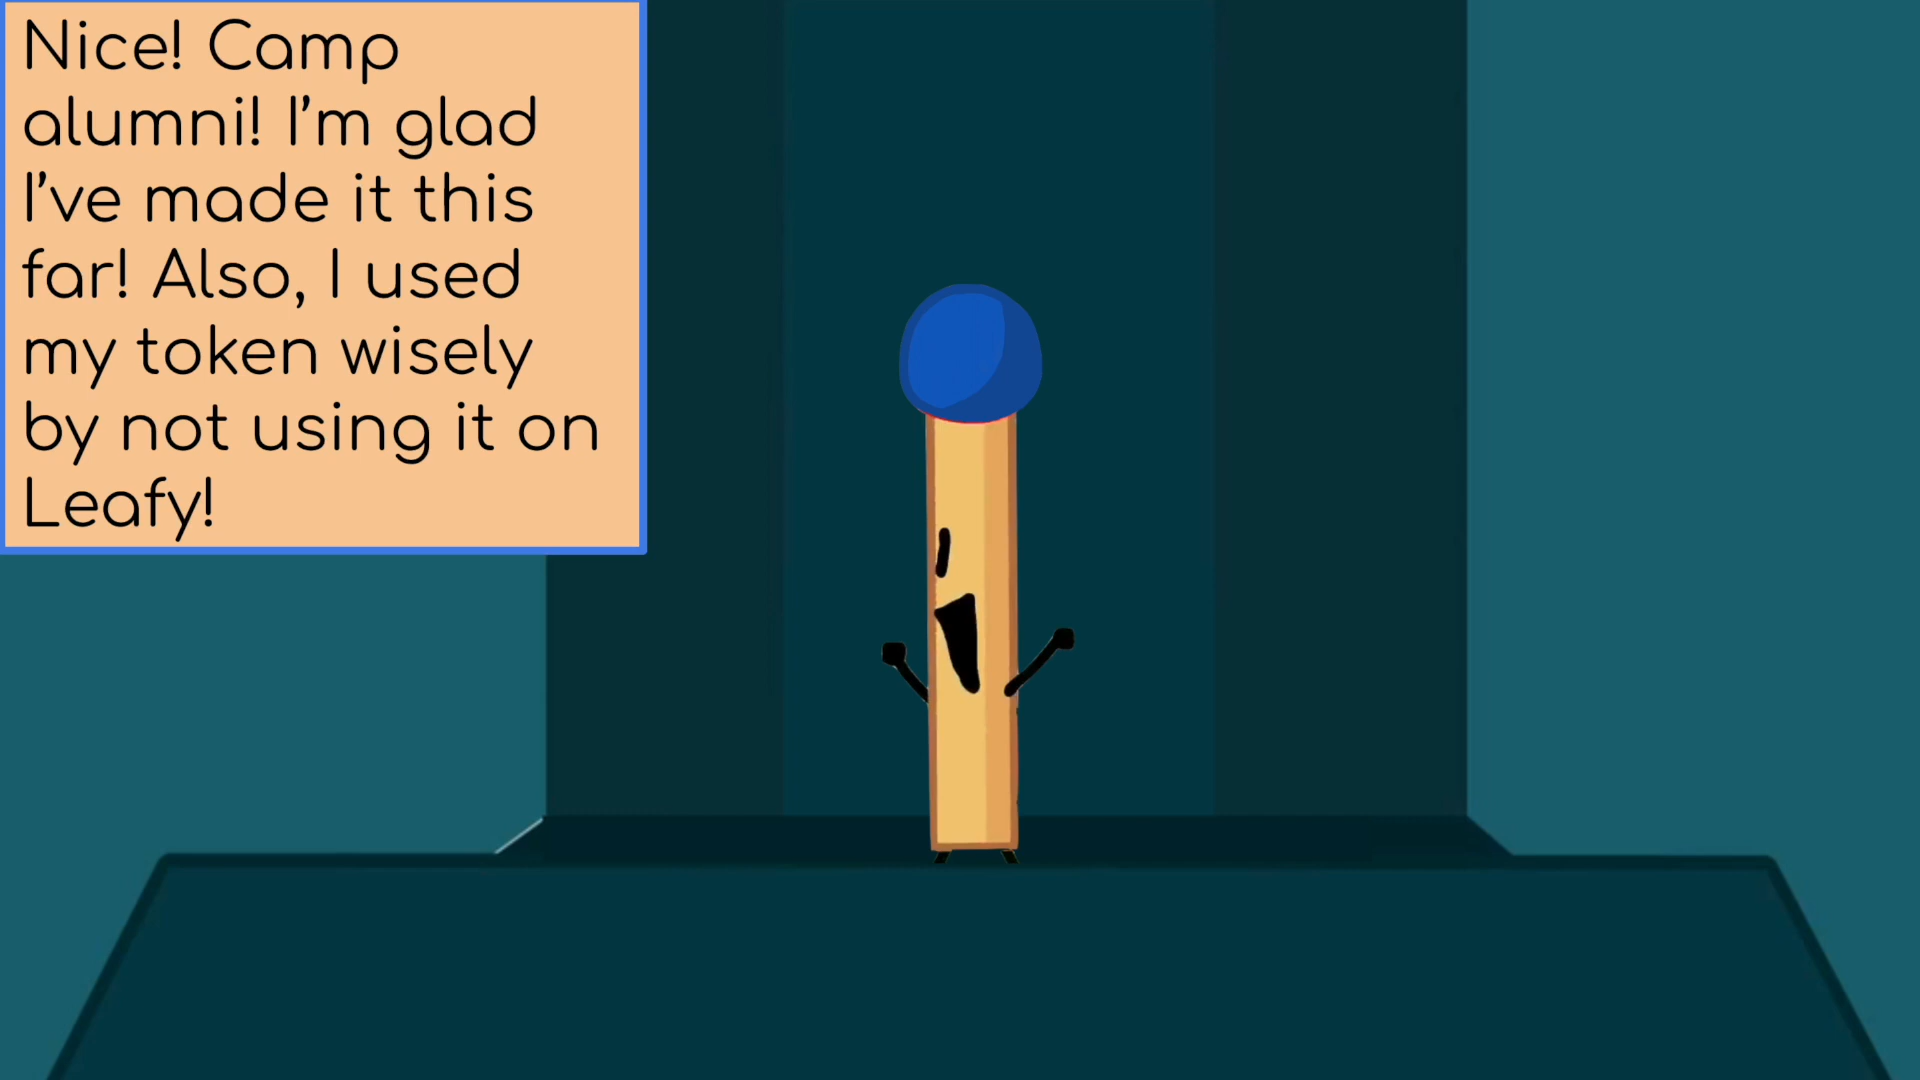 Nice! Camp
alumni! I’m glad
I’ve made it this
far! Also, I used
my token wisely
by not using it on
Leafy!